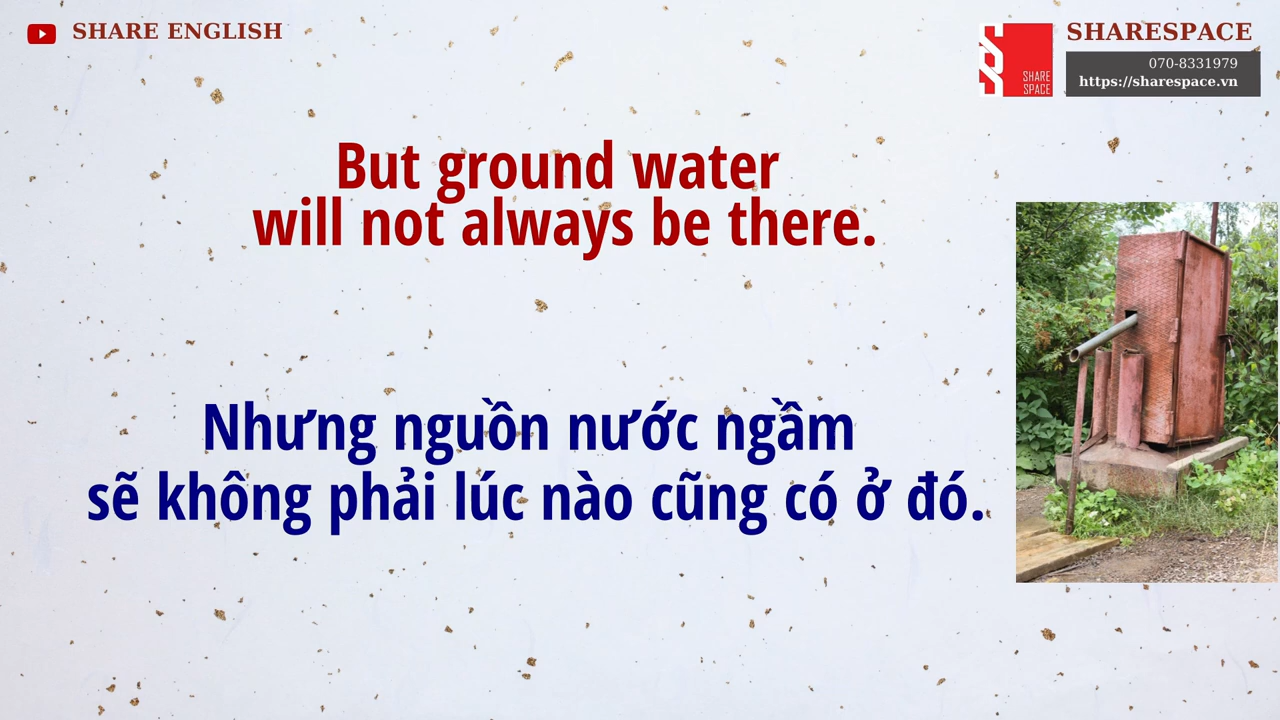 SHARE ENGLISH
SHARESPACE
070-8331979
https://sharespace.vn
SHARE
SPACE
But ground water
will not always be there.
Nhưng nguồn nước ngầm
sẽ không phải lúc nào cũng có ở đó.